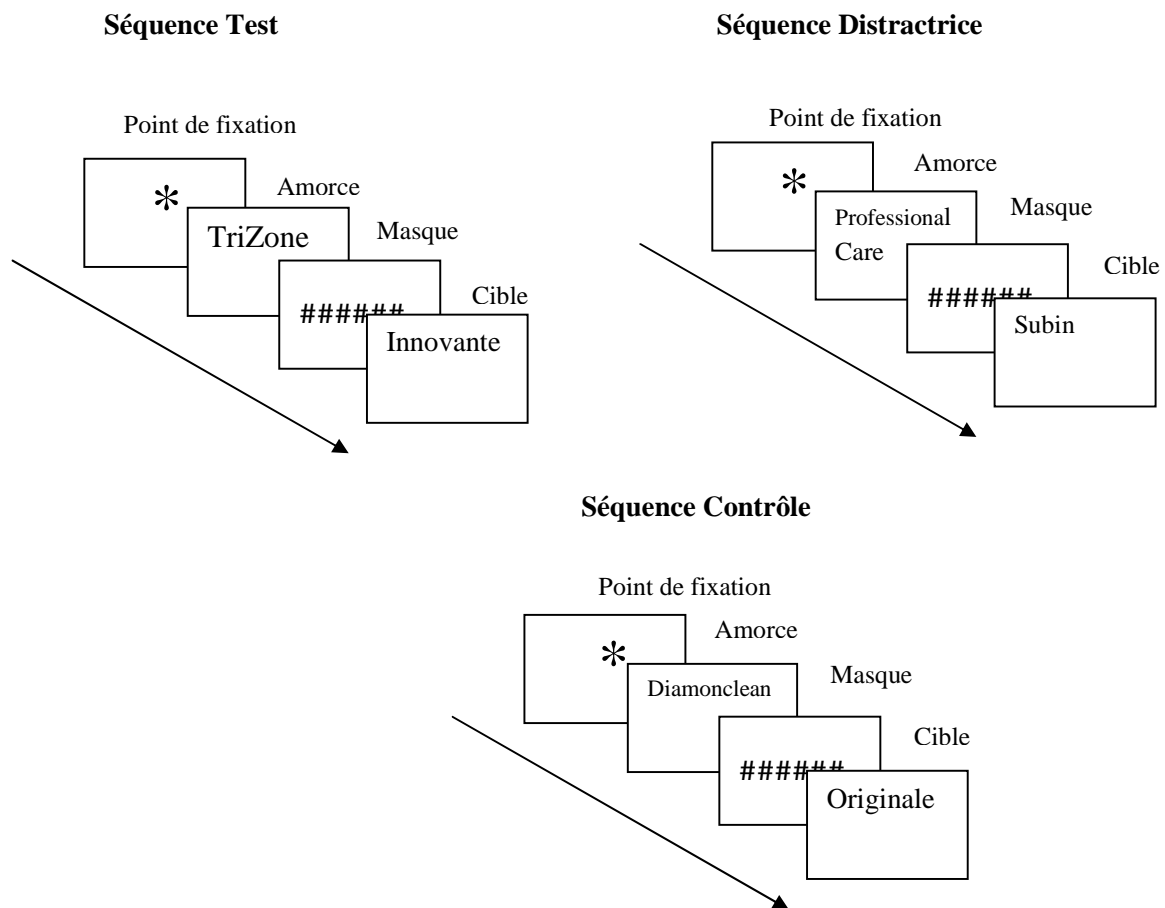 Séquence Test
Point de fixation
*
Amorce
TriZone
Masque
######
Cible
Innovante
Séquence Distractrice
Point de fixation
*
Amorce
Professional
Care
Masque
######
Cible
Subin
Séquence Contrôle
Point de fixation
*
Amorce
Diamonclean
Masque
######
Cible
Originale